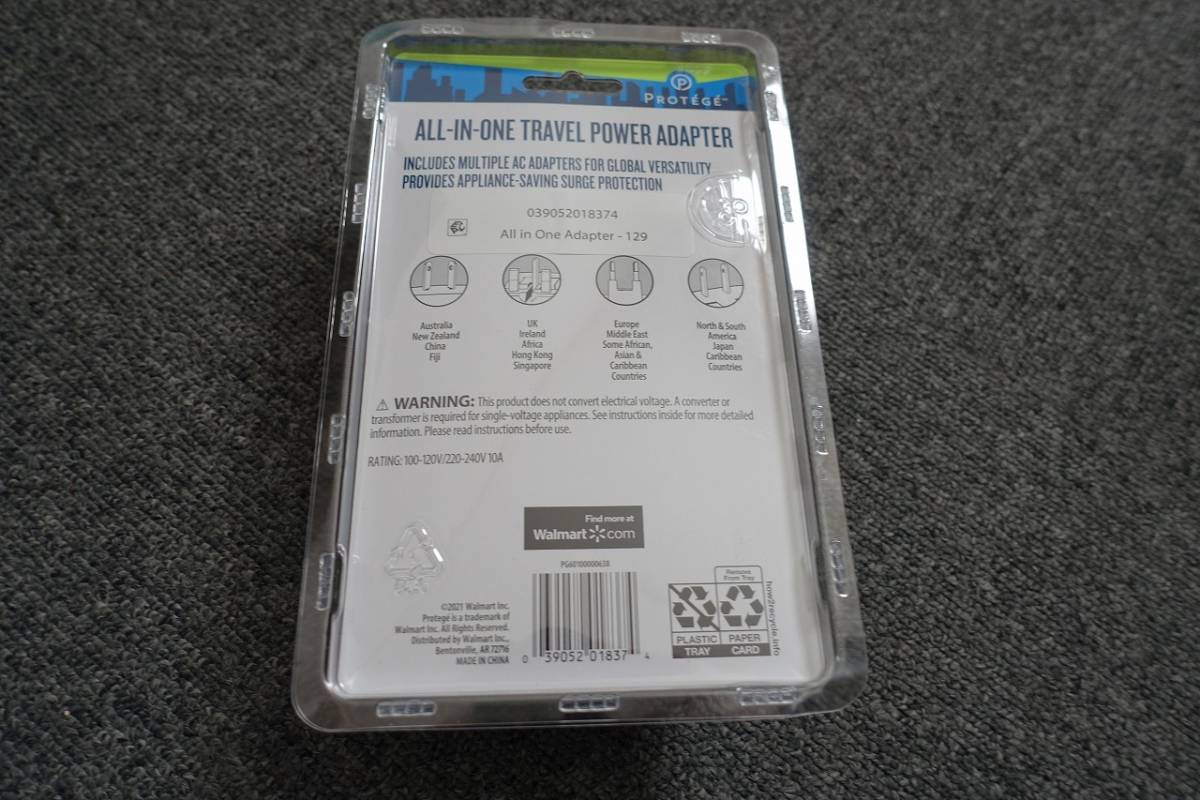 PROTÉGÉ™
ALL-IN-ONE TRAVEL POWER ADAPTER
INCLUDES MULTIPLE AC ADAPTERS FOR GLOBAL VERSATILITY
PROVIDES APPLIANCE-SAVING SURGE PROTECTION
039052018374
All in One Adapter - 129
Australia
New Zealand
China
Fiji
UK
Ireland
Africa
Hong Kong
Singapore
Europe
Middle East
Some African,
Asian &
Caribbean
Countries
North & South
America
Japan
Caribbean
Countries
⚠ WARNING: This product does not convert electrical voltage. A converter or
transformer is required for single-voltage appliances. See instructions inside for more detailed
information. Please read instructions before use.
RATING: 100-120V/220-240V 10A
Find more at
Walmart.com
PG60100000638
©2021 Walmart Inc.
Protegé is a trademark of
Walmart Inc. All Rights Reserved.
Distributed by Walmart Inc.,
Bentonville, AR 72716
MADE IN CHINA
0 39052 01837 4
Remove
From Tray
PLASTIC
TRAY
PAPER
CARD
how2recycle.info